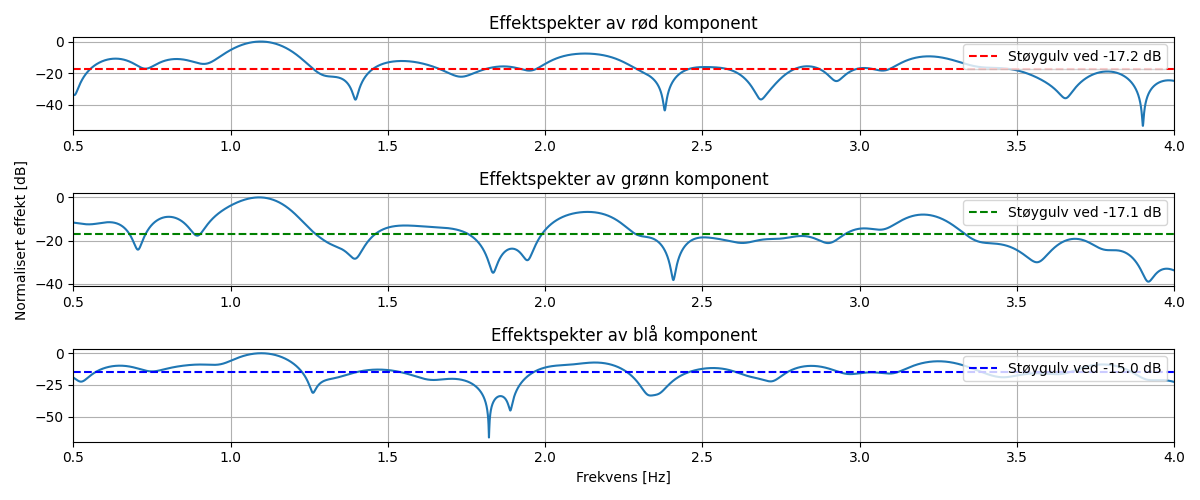 Effektspekter av rød komponent
0
−20
−40
Støygulv ved -17.2 dB
0.5 1.0 1.5 2.0 2.5 3.0 3.5 4.0
Effektspekter av grønn komponent
Normalisert effekt [dB]
0
−20
−40
Støygulv ved -17.1 dB
0.5 1.0 1.5 2.0 2.5 3.0 3.5 4.0
Effektspekter av blå komponent
0
−25
−50
Støygulv ved -15.0 dB
0.5 1.0 1.5 2.0 2.5 3.0 3.5 4.0
Frekvens [Hz]